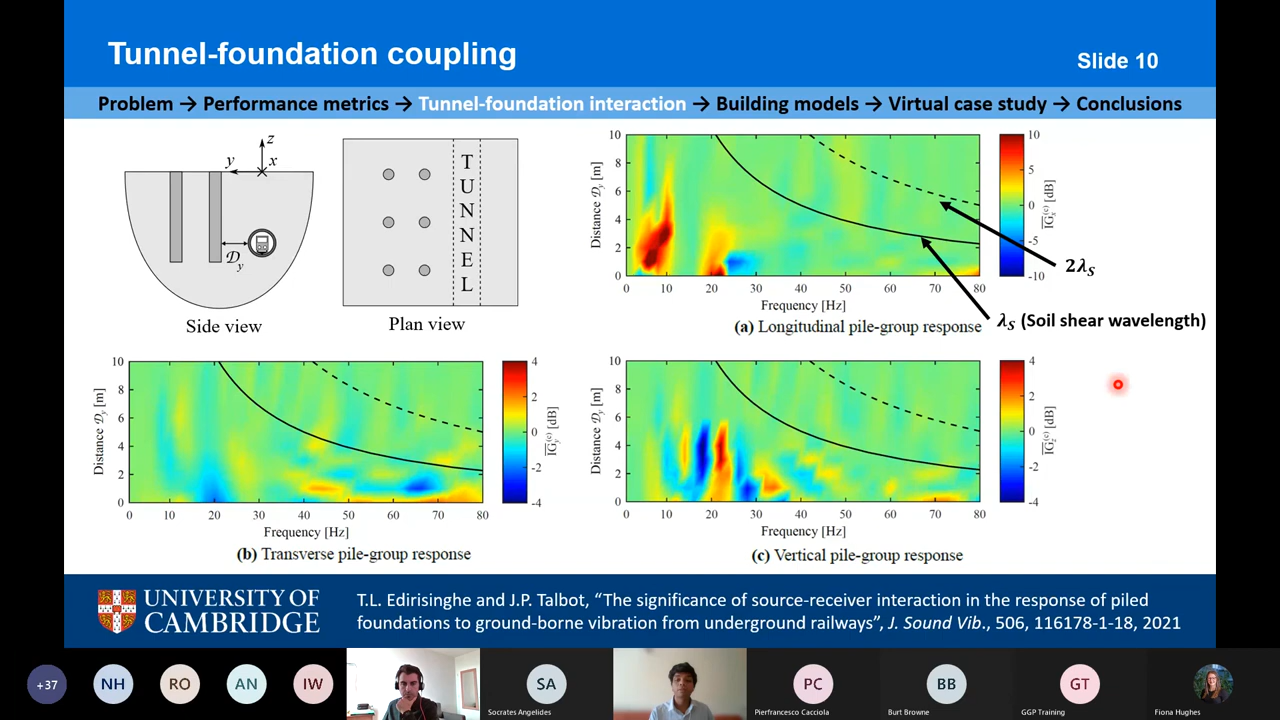 Tunnel-foundation coupling
Slide 10
Problem → Performance metrics → Tunnel-foundation interaction → Building models → Virtual case study → Conclusions
z
y
x
𝒟y
Side view
T
U
N
N
E
L
Plan view
10
8
6
4
2
0
Distance 𝒟y [m]
0 10 20 30 40 50 60 70 80
Frequency [Hz]
10
5
0
-5
-10
(a) Longitudinal pile-group response
2λS
λS (Soil shear wavelength)
10
8
6
4
2
0
Distance 𝒟y [m]
0 10 20 30 40 50 60 70 80
Frequency [Hz]
4
2
0
-2
-4
(b) Transverse pile-group response
10
8
6
4
2
0
Distance 𝒟y [m]
0 10 20 30 40 50 60 70 80
Frequency [Hz]
4
2
0
-2
-4
(c) Vertical pile-group response
UNIVERSITY OF
CAMBRIDGE
T.L. Edirisinghe and J.P. Talbot, “The significance of source-receiver interaction in the response of piled
foundations to ground-borne vibration from underground railways”, J. Sound Vib., 506, 116178-1-18, 2021
+37 NH RO AN IW SA PC BB GT
Socrates Angelides
Pierfrancesco Cacciola
Burt Browne
GGP Training
Fiona Hughes